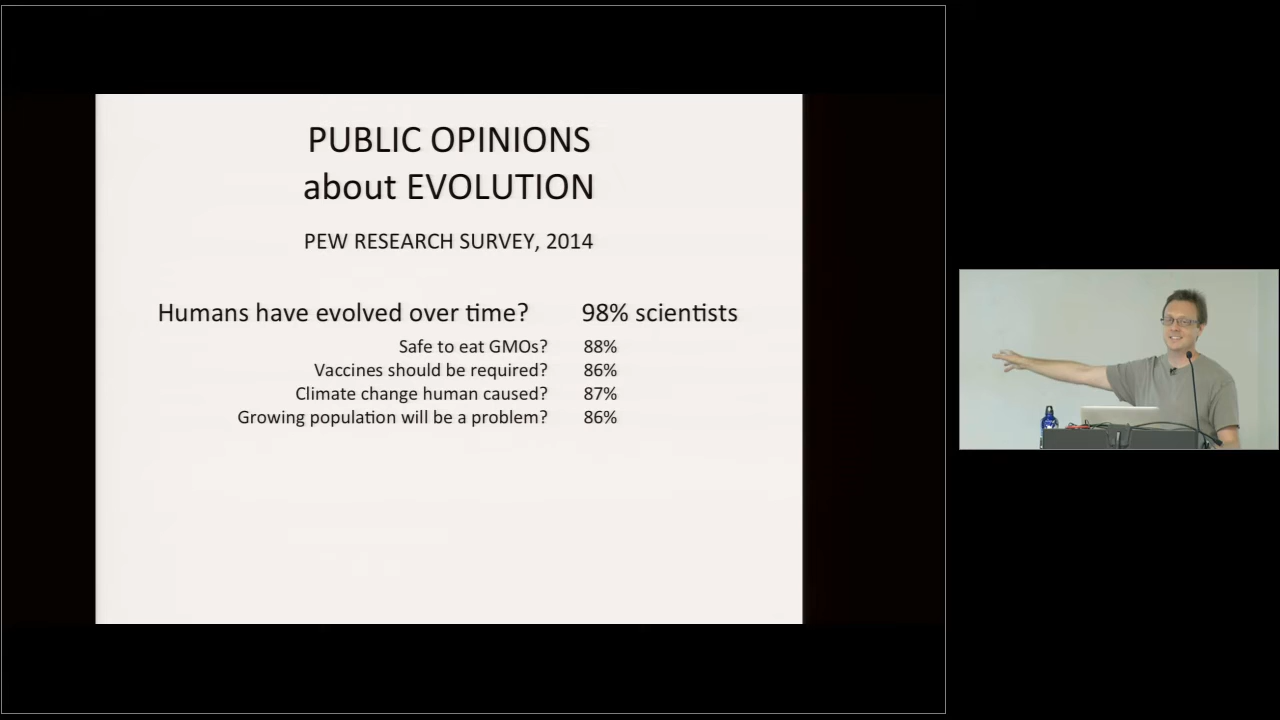 PUBLIC OPINIONS
about EVOLUTION
PEW RESEARCH SURVEY, 2014
Humans have evolved over time? 98% scientists
Safe to eat GMOs? 88%
Vaccines should be required? 86%
Climate change human caused? 87%
Growing population will be a problem? 86%